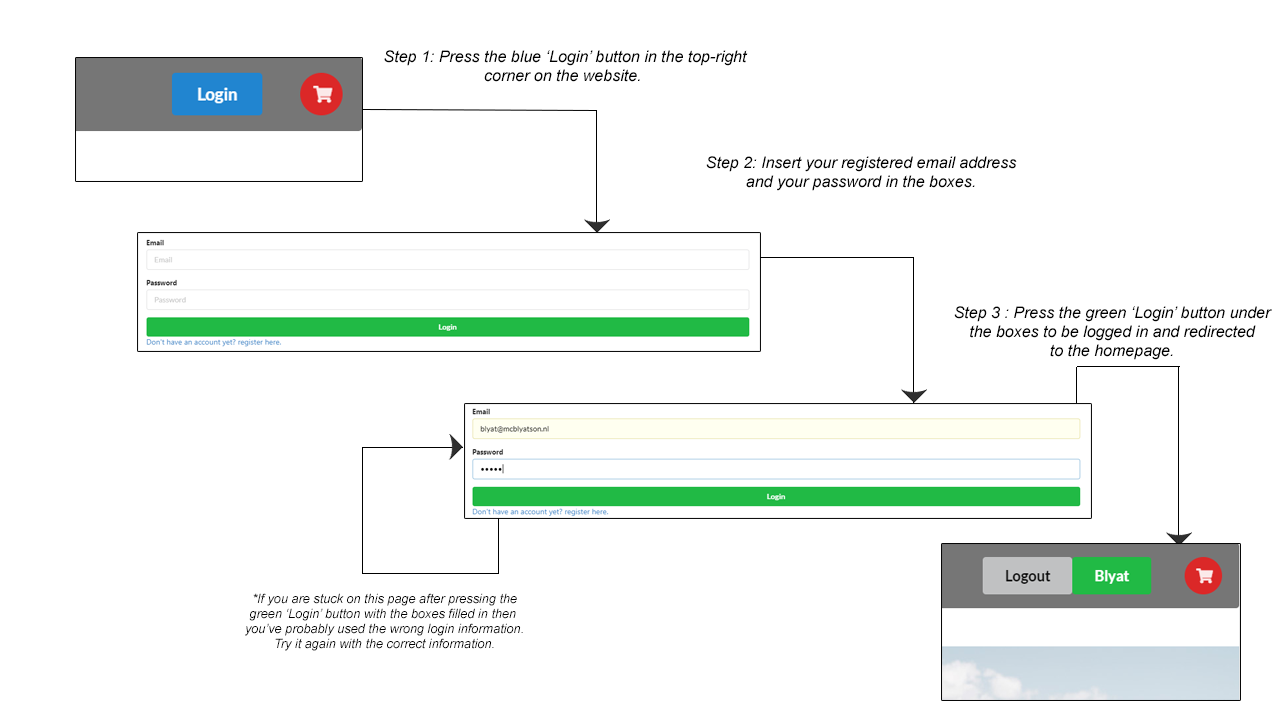 Step 1: Press the blue ‘Login’ button in the top-right
corner on the website.
Login
Step 2: Insert your registered email address
and your password in the boxes.
Email
Email
Password
Password
Login
Don't have an account yet? register here.
Step 3 : Press the green ‘Login’ button under
the boxes to be logged in and redirected
to the homepage.
Email
blyat@mcblyatson.nl
Password
•••••
Login
Don't have an account yet? register here.
Logout Blyat
*If you are stuck on this page after pressing the
green ‘Login’ button with the boxes filled in then
you’ve probably used the wrong login information.
Try it again with the correct information.